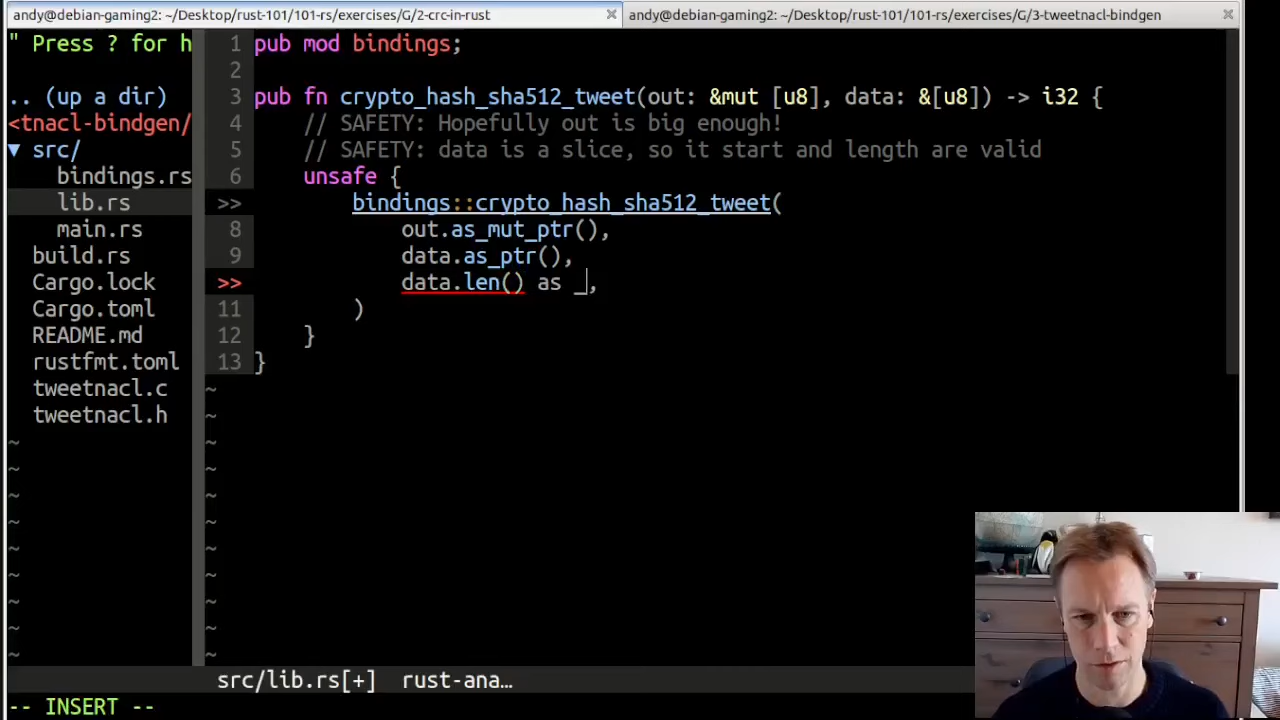 andy@debian-gaming2: ~/Desktop/rust-101/101-rs/exercises/G/2-crc-in-rust
andy@debian-gaming2: ~/Desktop/rust-101/101-rs/exercises/G/3-tweetnacl-bindgen
" Press ? for h
.. (up a dir)
<tnacl-bindgen/
▼ src/
bindings.rs
lib.rs
main.rs
build.rs
Cargo.lock
Cargo.toml
README.md
rustfmt.toml
tweetnacl.c
tweetnacl.h
~
~
~
~
~
~
~
~
~
1 pub mod bindings;
2
3 pub fn crypto_hash_sha512_tweet(out: &mut [u8], data: &[u8]) -> i32 {
4 // SAFETY: Hopefully out is big enough!
5 // SAFETY: data is a slice, so it start and length are valid
6 unsafe {
>> bindings::crypto_hash_sha512_tweet(
8 out.as_mut_ptr(),
9 data.as_ptr(),
>> data.len() as _,
11 )
12 }
13 }
~
~
~
~
~
~
~
~
~
~
~
src/lib.rs[+] rust-ana…
-- INSERT --